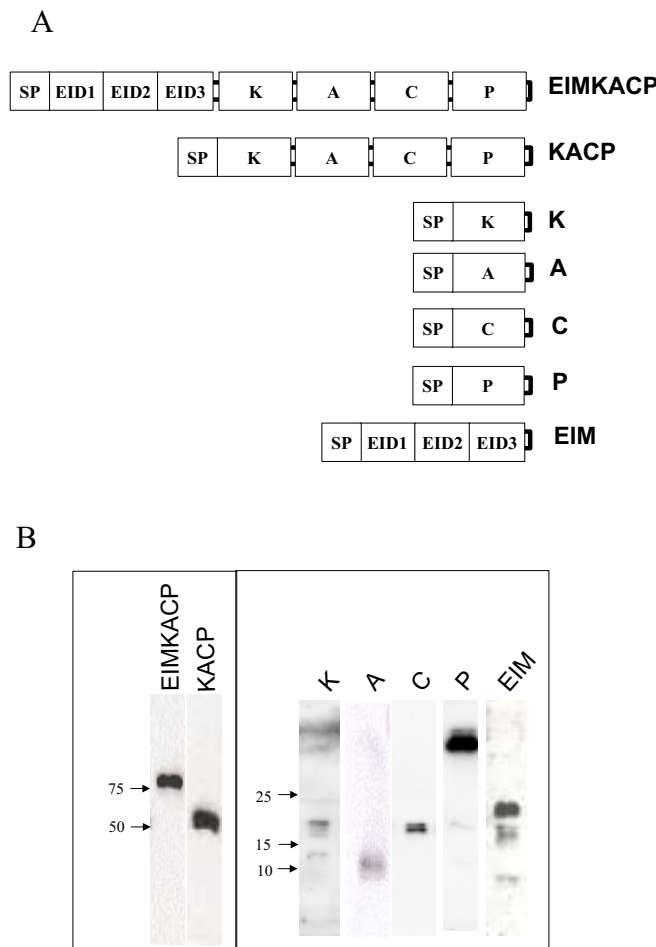 A
SP EID1 EID2 EID3 K A C P EIMKACP
SP K A C P KACP
SP K K
SP A A
SP C C
SP P P
SP EID1 EID2 EID3 EIM
B
EIMKACP KACP K A C P EIM
75
50
25
15
10